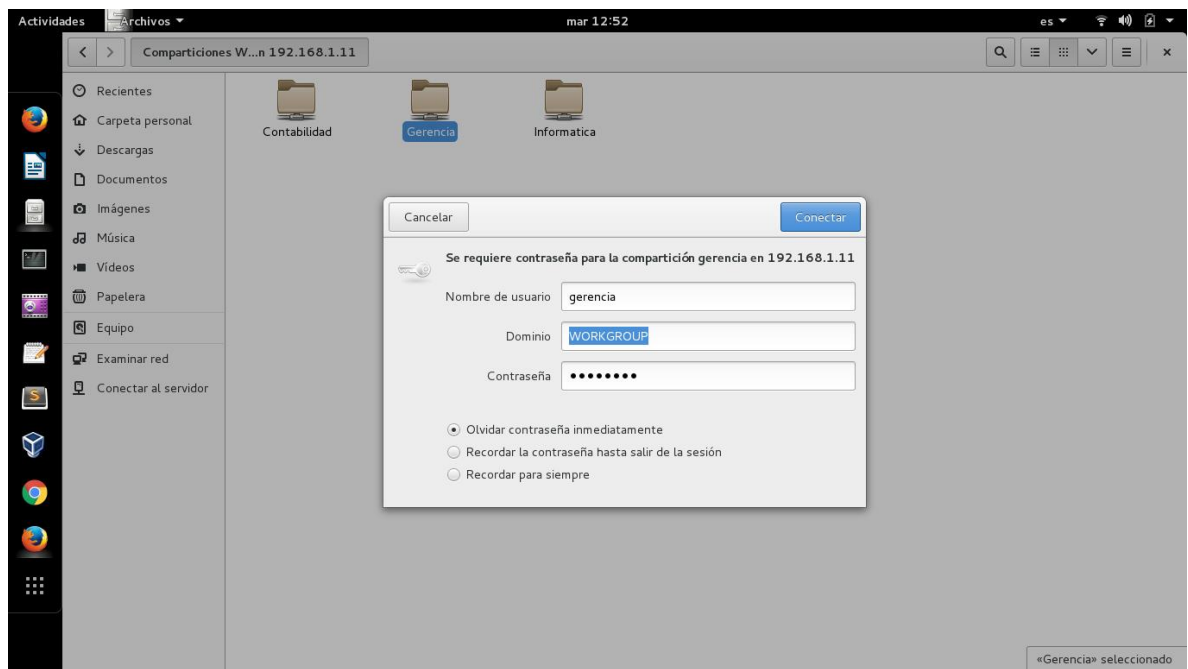 Actividades Archivos mar 12:52 es
Comparticiones W...n 192.168.1.11
Recientes
Carpeta personal
Descargas
Documentos
Imágenes
Música
Vídeos
Papelera
Equipo
Examinar red
Conectar al servidor
Contabilidad Gerencia Informatica
Cancelar Conectar
Se requiere contraseña para la compartición gerencia en 192.168.1.11
Nombre de usuario gerencia
Dominio WORKGROUP
Contraseña ••••••••
Olvidar contraseña inmediatamente
Recordar la contraseña hasta salir de la sesión
Recordar para siempre
«Gerencia» seleccionado